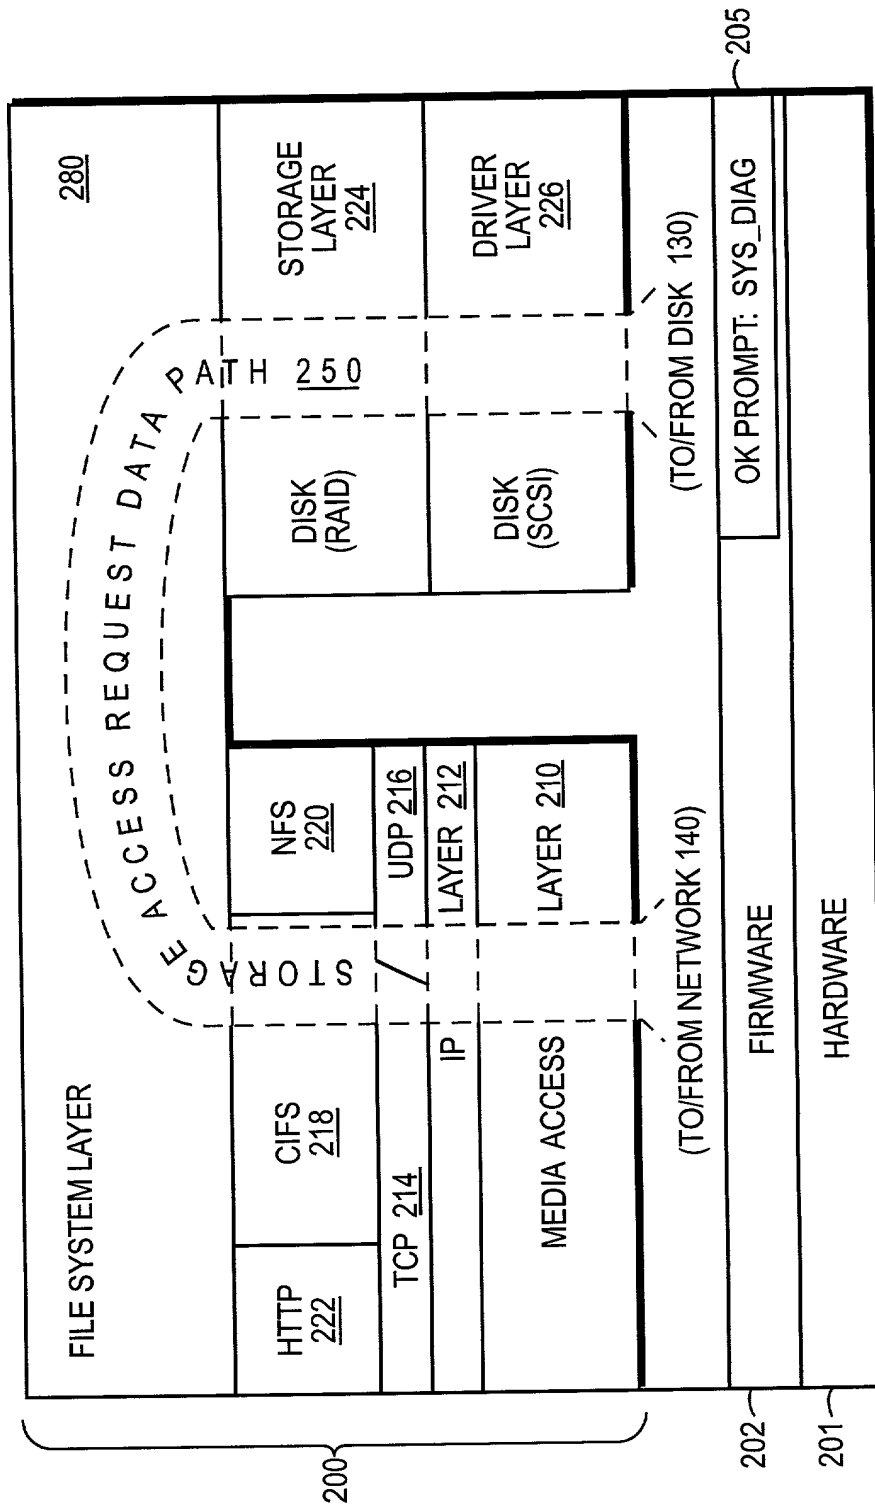 FILE SYSTEM LAYER
280
STORAGE ACCESS REQUEST DATA PATH 250
HTTP
222
CIFS
218
NFS
220
DISK
(RAID)
STORAGE
LAYER
224
TCP 214
UDP 216
IP
LAYER 212
MEDIA ACCESS
LAYER 210
DISK
(SCSI)
DRIVER
LAYER
226
200
(TO/FROM NETWORK 140)
(TO/FROM DISK 130)
FIRMWARE
OK PROMPT: SYS_DIAG
205
202
HARDWARE
201